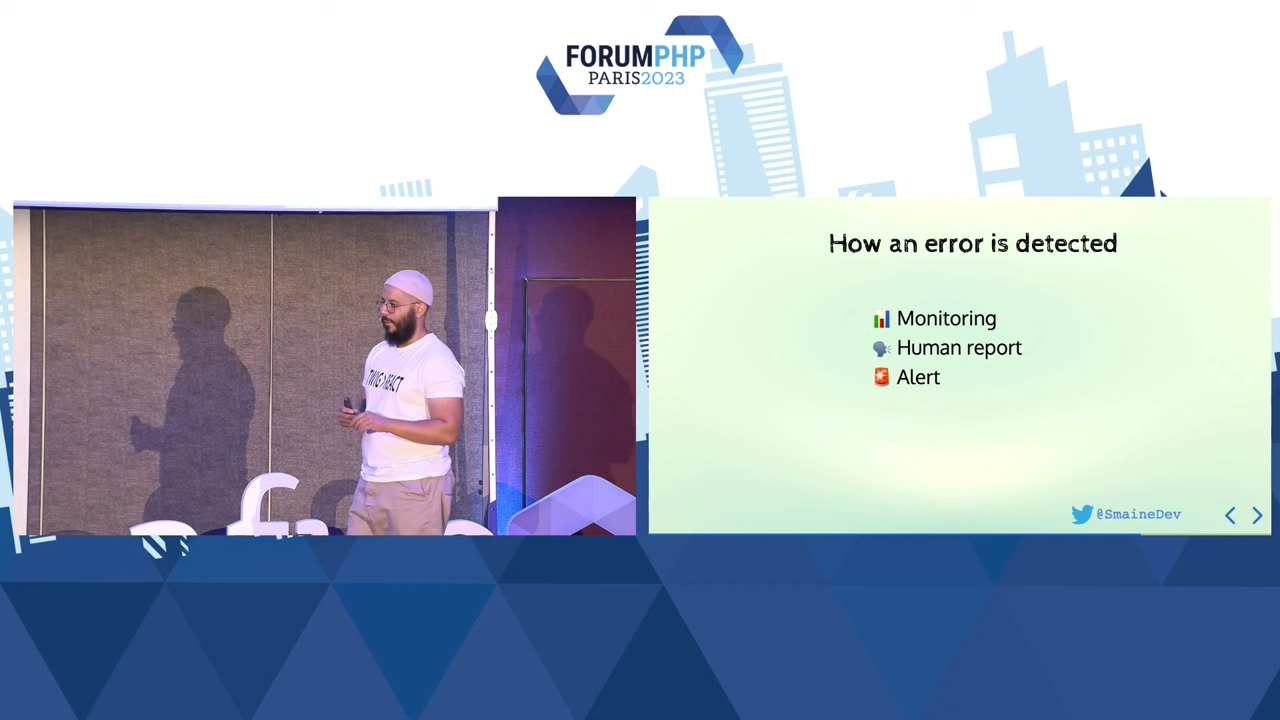 FORUMPHP
PARIS2023
How an error is detected
Monitoring
Human report
Alert
@SmaineDev